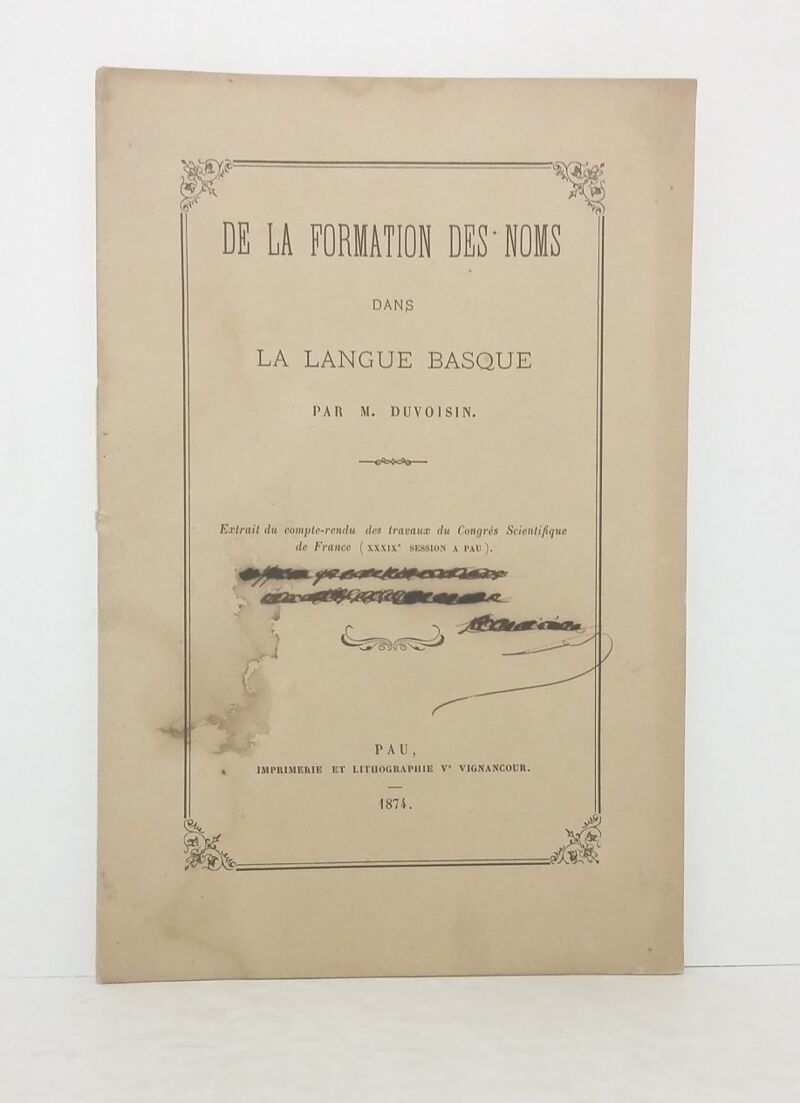 DE LA FORMATION DES NOMS
DANS
LA LANGUE BASQUE
PAR M. DUVOISIN.
Extrait du compte-rendu des travaux du Congrès Scientifique
de France (XXXIXe SESSION A PAU).
PAU,
IMPRIMERIE ET LITHOGRAPHIE Ve VIGNANCOUR.
1874.